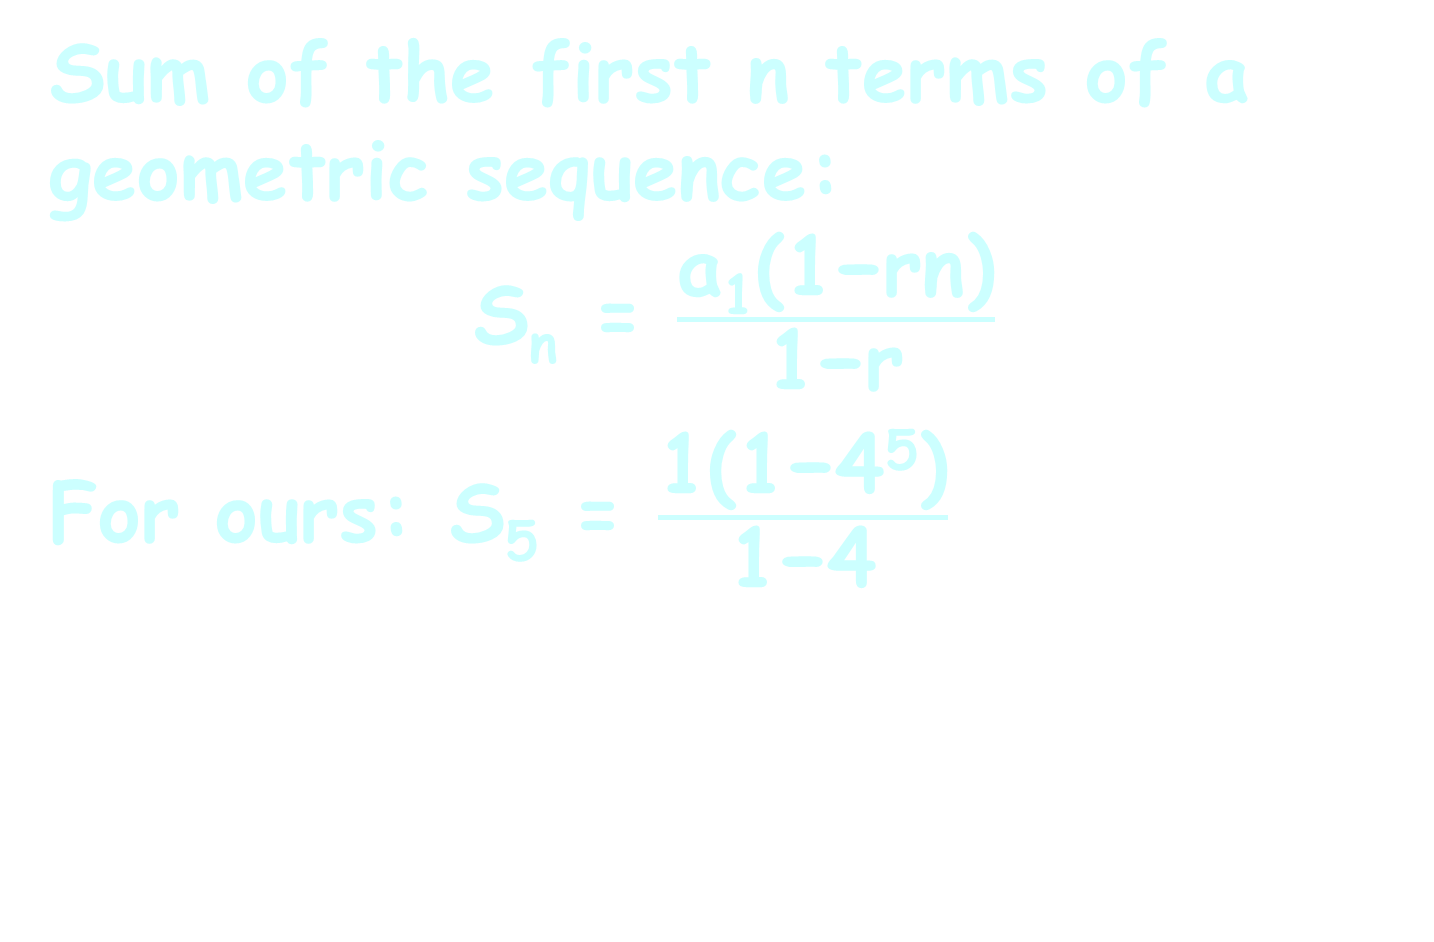 Sum of the first n terms of a
geometric sequence:
Sₙ = a₁(1−rn)/1−r
For ours: S₅ = 1(1−4⁵)/1−4